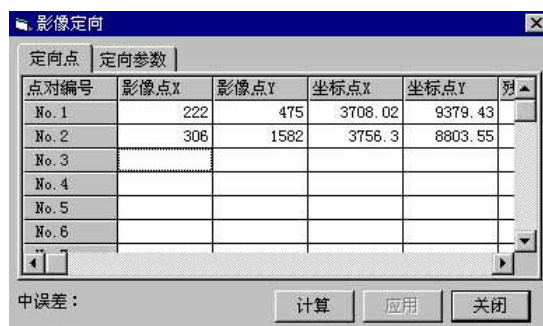 影像定向
定向点 定向参数
点对编号 影像点X 影像点Y 坐标点X 坐标点Y 残
No. 1 222 475 3708.02 9379.43
No. 2 306 1582 3756.3 8803.55
No. 3
No. 4
No. 5
No. 6
中误差：
计算 应用 关闭